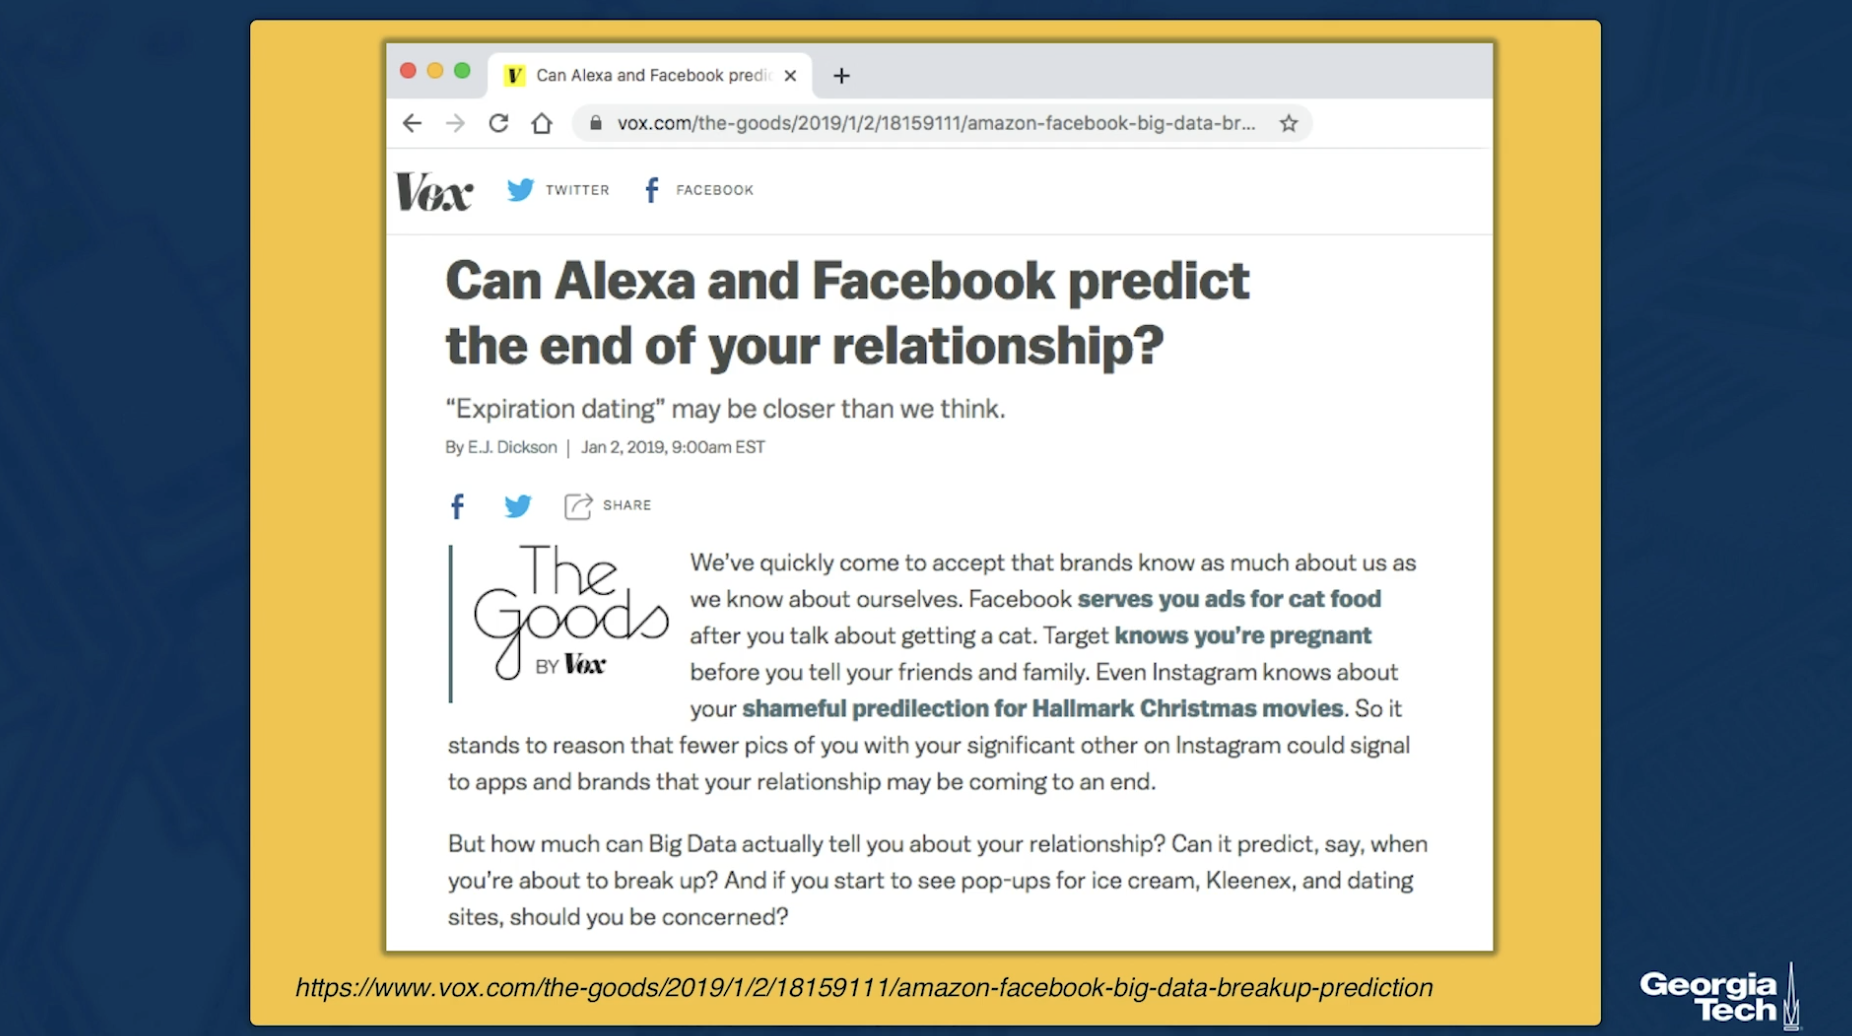 V Can Alexa and Facebook predic
vox.com/the-goods/2019/1/2/18159111/amazon-facebook-big-data-br...
Vox TWITTER FACEBOOK
Can Alexa and Facebook predict
the end of your relationship?
“Expiration dating” may be closer than we think.
By E.J. Dickson | Jan 2, 2019, 9:00am EST
SHARE
The
Goods
BY Vox
We’ve quickly come to accept that brands know as much about us as
we know about ourselves. Facebook serves you ads for cat food
after you talk about getting a cat. Target knows you’re pregnant
before you tell your friends and family. Even Instagram knows about
your shameful predilection for Hallmark Christmas movies. So it
stands to reason that fewer pics of you with your significant other on Instagram could signal
to apps and brands that your relationship may be coming to an end.
But how much can Big Data actually tell you about your relationship? Can it predict, say, when
you’re about to break up? And if you start to see pop-ups for ice cream, Kleenex, and dating
sites, should you be concerned?
https://www.vox.com/the-goods/2019/1/2/18159111/amazon-facebook-big-data-breakup-prediction
Georgia
Tech